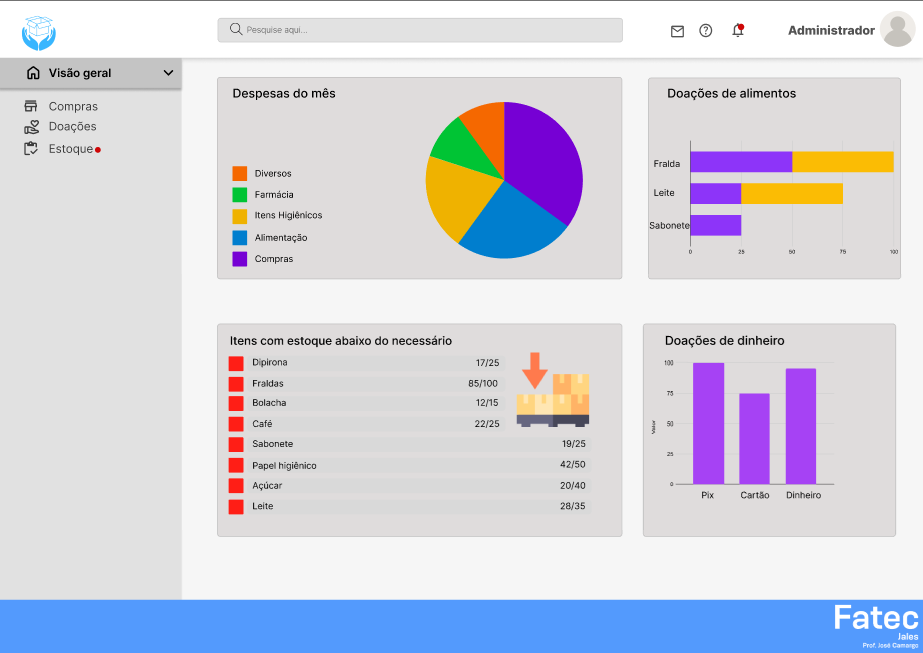 Pesquise aqui...
Administrador
Visão geral
Compras
Doações
Estoque
Despesas do mês
Diversos
Farmácia
Itens Higiênicos
Alimentação
Compras
Doações de alimentos
Fralda
Leite
Sabonete
0 25 50 75 100
Itens com estoque abaixo do necessário
Dipirona 17/25
Fraldas 85/100
Bolacha 12/15
Café 22/25
Sabonete 19/25
Papel higiênico 42/50
Açúcar 20/40
Leite 28/35
Doações de dinheiro
100
75
50
25
0
Valor
Pix Cartão Dinheiro
Fatec
Jales
Prof. José Camargo